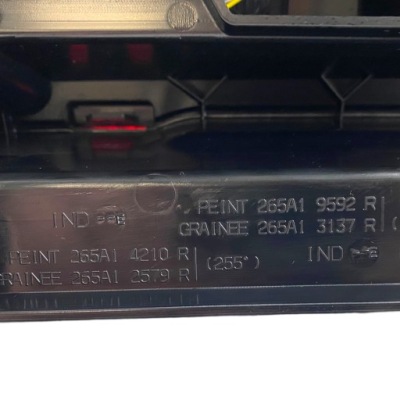 PEINT 265A1 9592 R
IND
GRAINEE 265A1 3137 R (
PEINT 265A1 4210 R
(255°) IND
GRAINEE 265A1 2579 R